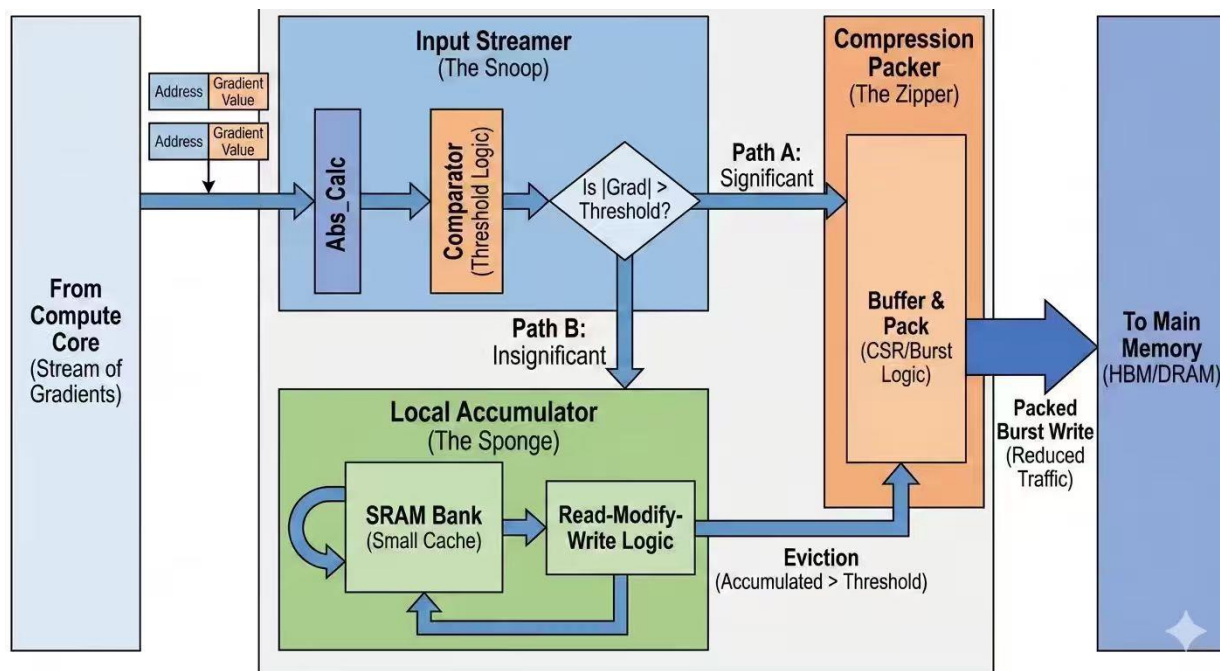 From
Compute
Core
(Stream of
Gradients)
Address
Gradient
Value
Address
Gradient
Value
Input Streamer
(The Snoop)
Abs_Calc
Comparator
(Threshold Logic)
Is |Grad| >
Threshold?
Path A:
Significant
Path B:
Insignificant
Local Accumulator
(The Sponge)
SRAM Bank
(Small Cache)
Read-Modify-
Write Logic
Eviction
(Accumulated > Threshold)
Compression
Packer
(The Zipper)
Buffer &
Pack
(CSR/Burst
Logic)
Packed
Burst Write
(Reduced
Traffic)
To Main
Memory
(HBM/DRAM)